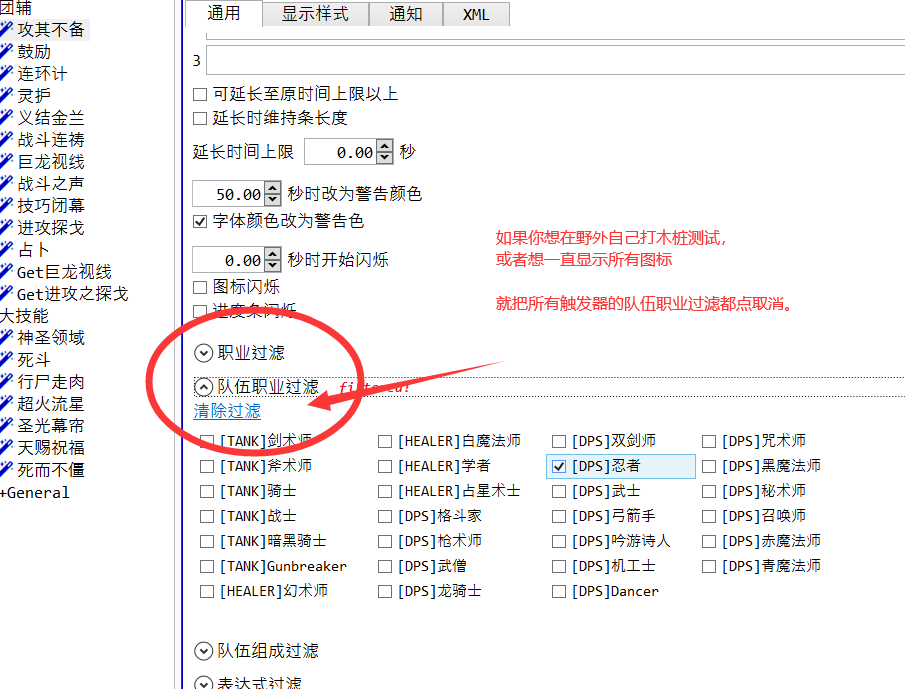 团辅
攻其不备
鼓励
连环计
灵护
义结金兰
战斗连祷
巨龙视线
战斗之声
技巧闭幕
进攻探戈
占卜
Get巨龙视线
Get进攻之探戈
大技能
神圣领域
死斗
行尸走肉
超火流星
圣光幕帘
天赐祝福
死而不僵
+General
通用 显示样式 通知 XML
3
可延长至原时间上限以上
延长时维持条长度
延长时间上限 0.00 秒
50.00 秒时改为警告颜色
字体颜色改为警告色
0.00 秒时开始闪烁
图标闪烁
进度条闪烁
如果你想在野外自己打木桩测试，
或者想一直显示所有图标
就把所有触发器的队伍职业过滤都点取消。
职业过滤
队伍职业过滤 filtered!
清除过滤
[TANK]剑术师 [HEALER]白魔法师 [DPS]双剑师 [DPS]咒术师
[TANK]斧术师 [HEALER]学者 [DPS]忍者 [DPS]黑魔法师
[TANK]骑士 [HEALER]占星术士 [DPS]武士 [DPS]秘术师
[TANK]战士 [DPS]格斗家 [DPS]弓箭手 [DPS]召唤师
[TANK]暗黑骑士 [DPS]枪术师 [DPS]吟游诗人 [DPS]赤魔法师
[TANK]Gunbreaker [DPS]武僧 [DPS]机工士 [DPS]青魔法师
[HEALER]幻术师 [DPS]龙骑士 [DPS]Dancer
队伍组成过滤
表达式过滤